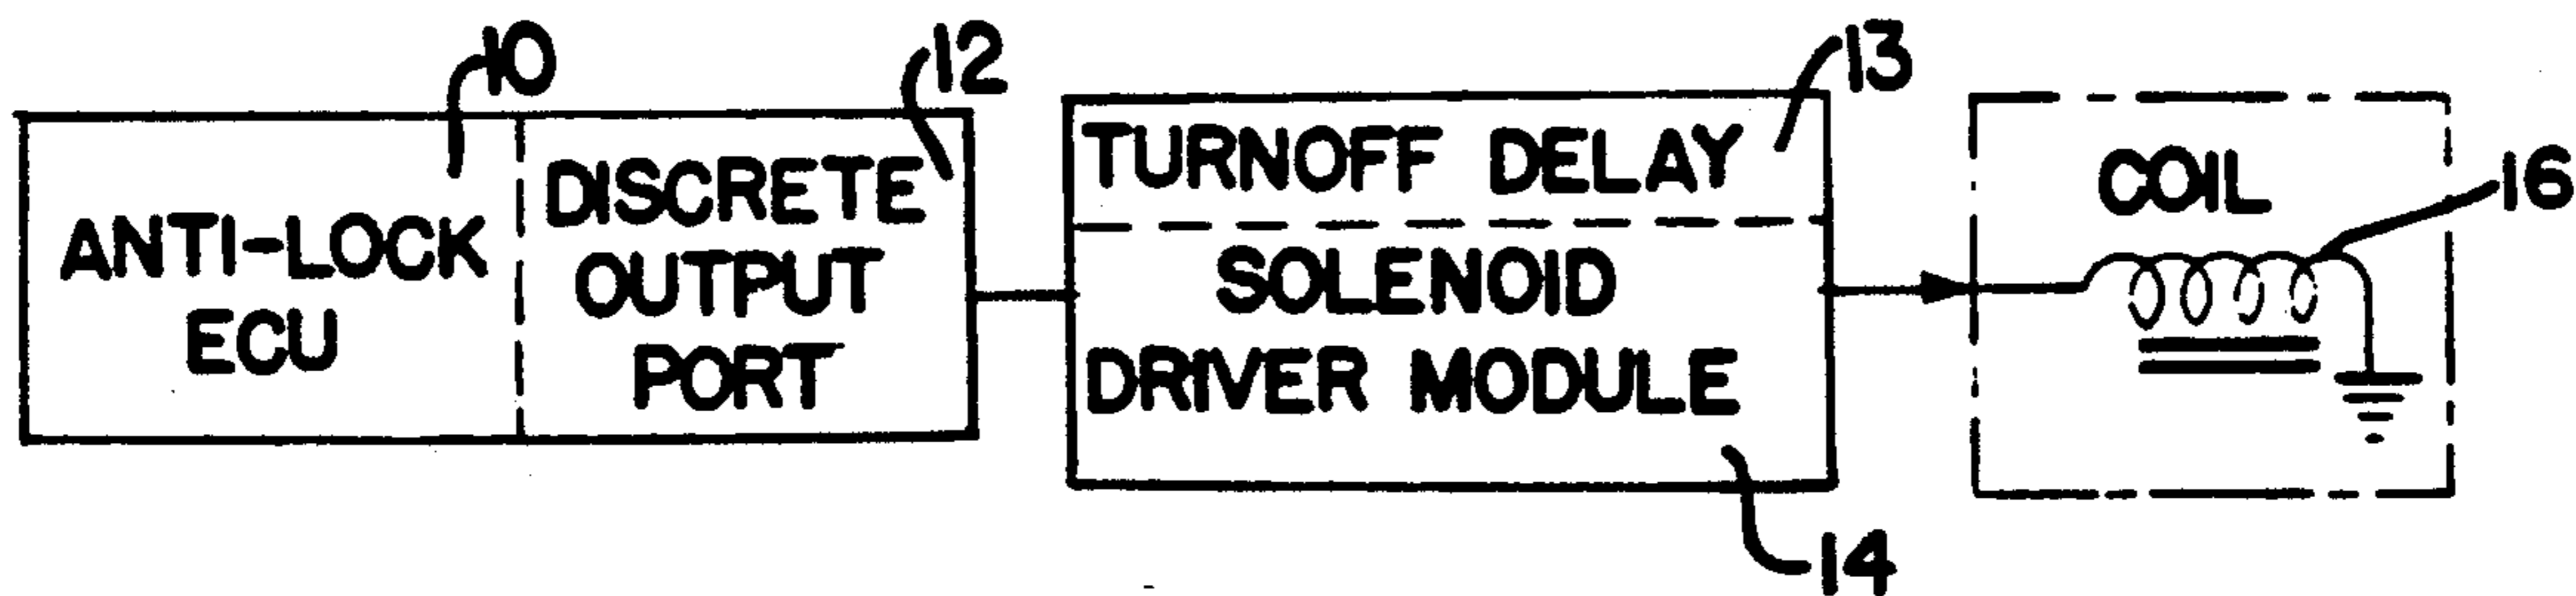 10
12
13
ANTI-LOCK
ECU
DISCRETE
OUTPUT
PORT
TURNOFF DELAY
SOLENOID
DRIVER MODULE
14
COIL
16